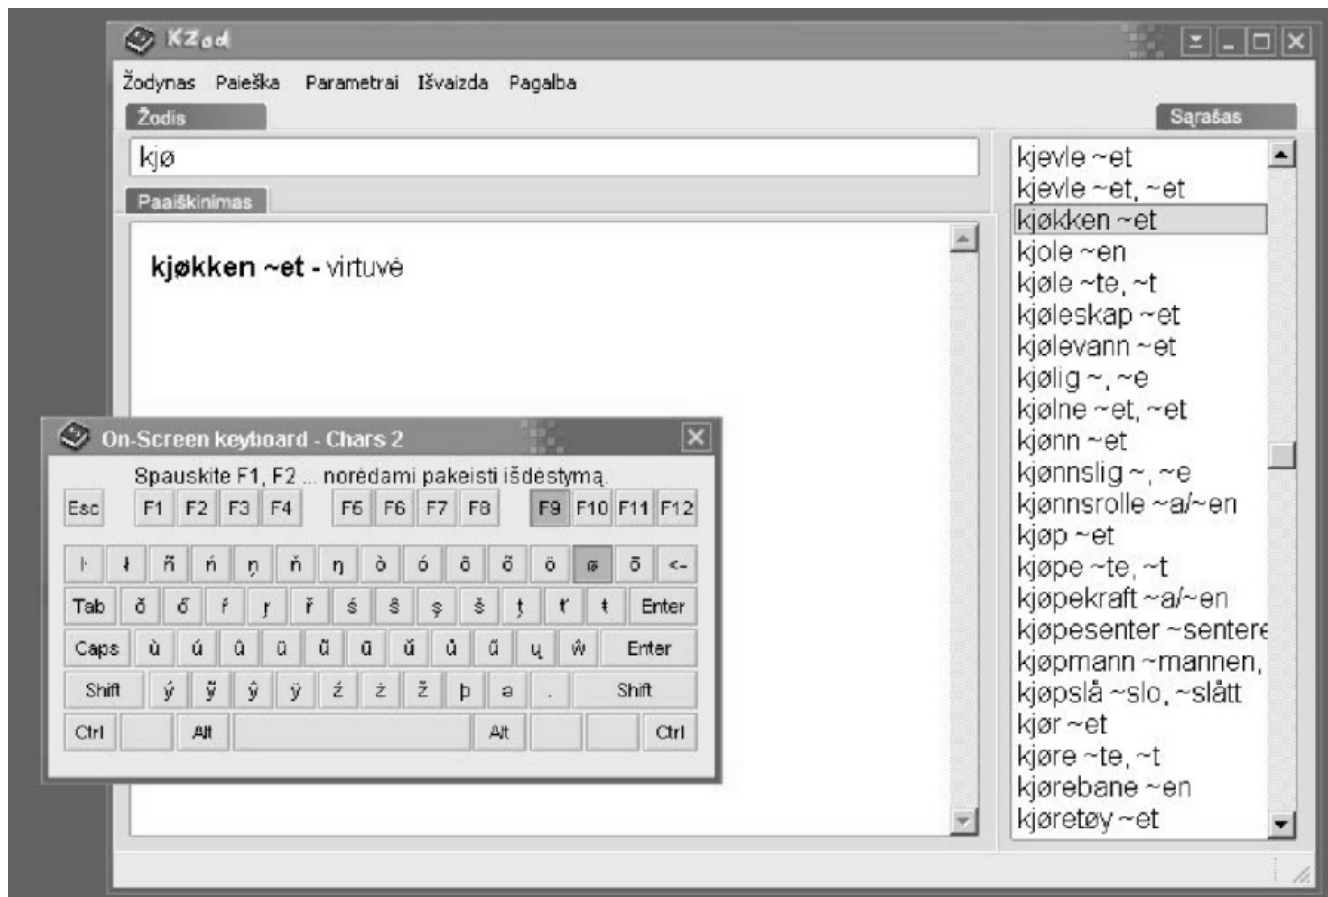 KZod
Žodynas Paieška Parametrai Išvaizda Pagalba
Žodis
kjø
Paaiškinimas
kjøkken ~et - virtuvė
Sąrašas
kjevle ~et
kjevle ~et, ~et
kjøkken ~et
kjole ~en
kjøle ~te, ~t
kjøleskap ~et
kjølevann ~et
kjølig ~, ~e
kjølne ~et, ~et
kjønn ~et
kjønnslig ~, ~e
kjønnsrolle ~a/~en
kjøp ~et
kjøpe ~te, ~t
kjøpekraft ~a/~en
kjøpesenter ~sentere
kjøpmann ~mannen,
kjøpslå ~slo, ~slått
kjør ~et
kjøre ~te, ~t
kjørebane ~en
kjøretøy ~et
On-Screen keyboard - Chars 2
Spauskite F1, F2 ... norėdami pakeisti išdėstymą.
Esc F1 F2 F3 F4 F5 F6 F7 F8 F9 F10 F11 F12
ł ñ ń ņ ň ŋ ò ó ô õ ö ø ō <-
Tab ŏ ő ŕ ŗ ř ś ŝ ş š ţ ť ŧ Enter
Caps ù ú û ü ũ ū ŭ ů ű ų ŵ Enter
Shift ý ŷ ÿ ź ż ž þ ə . Shift
Ctrl Alt Alt Ctrl